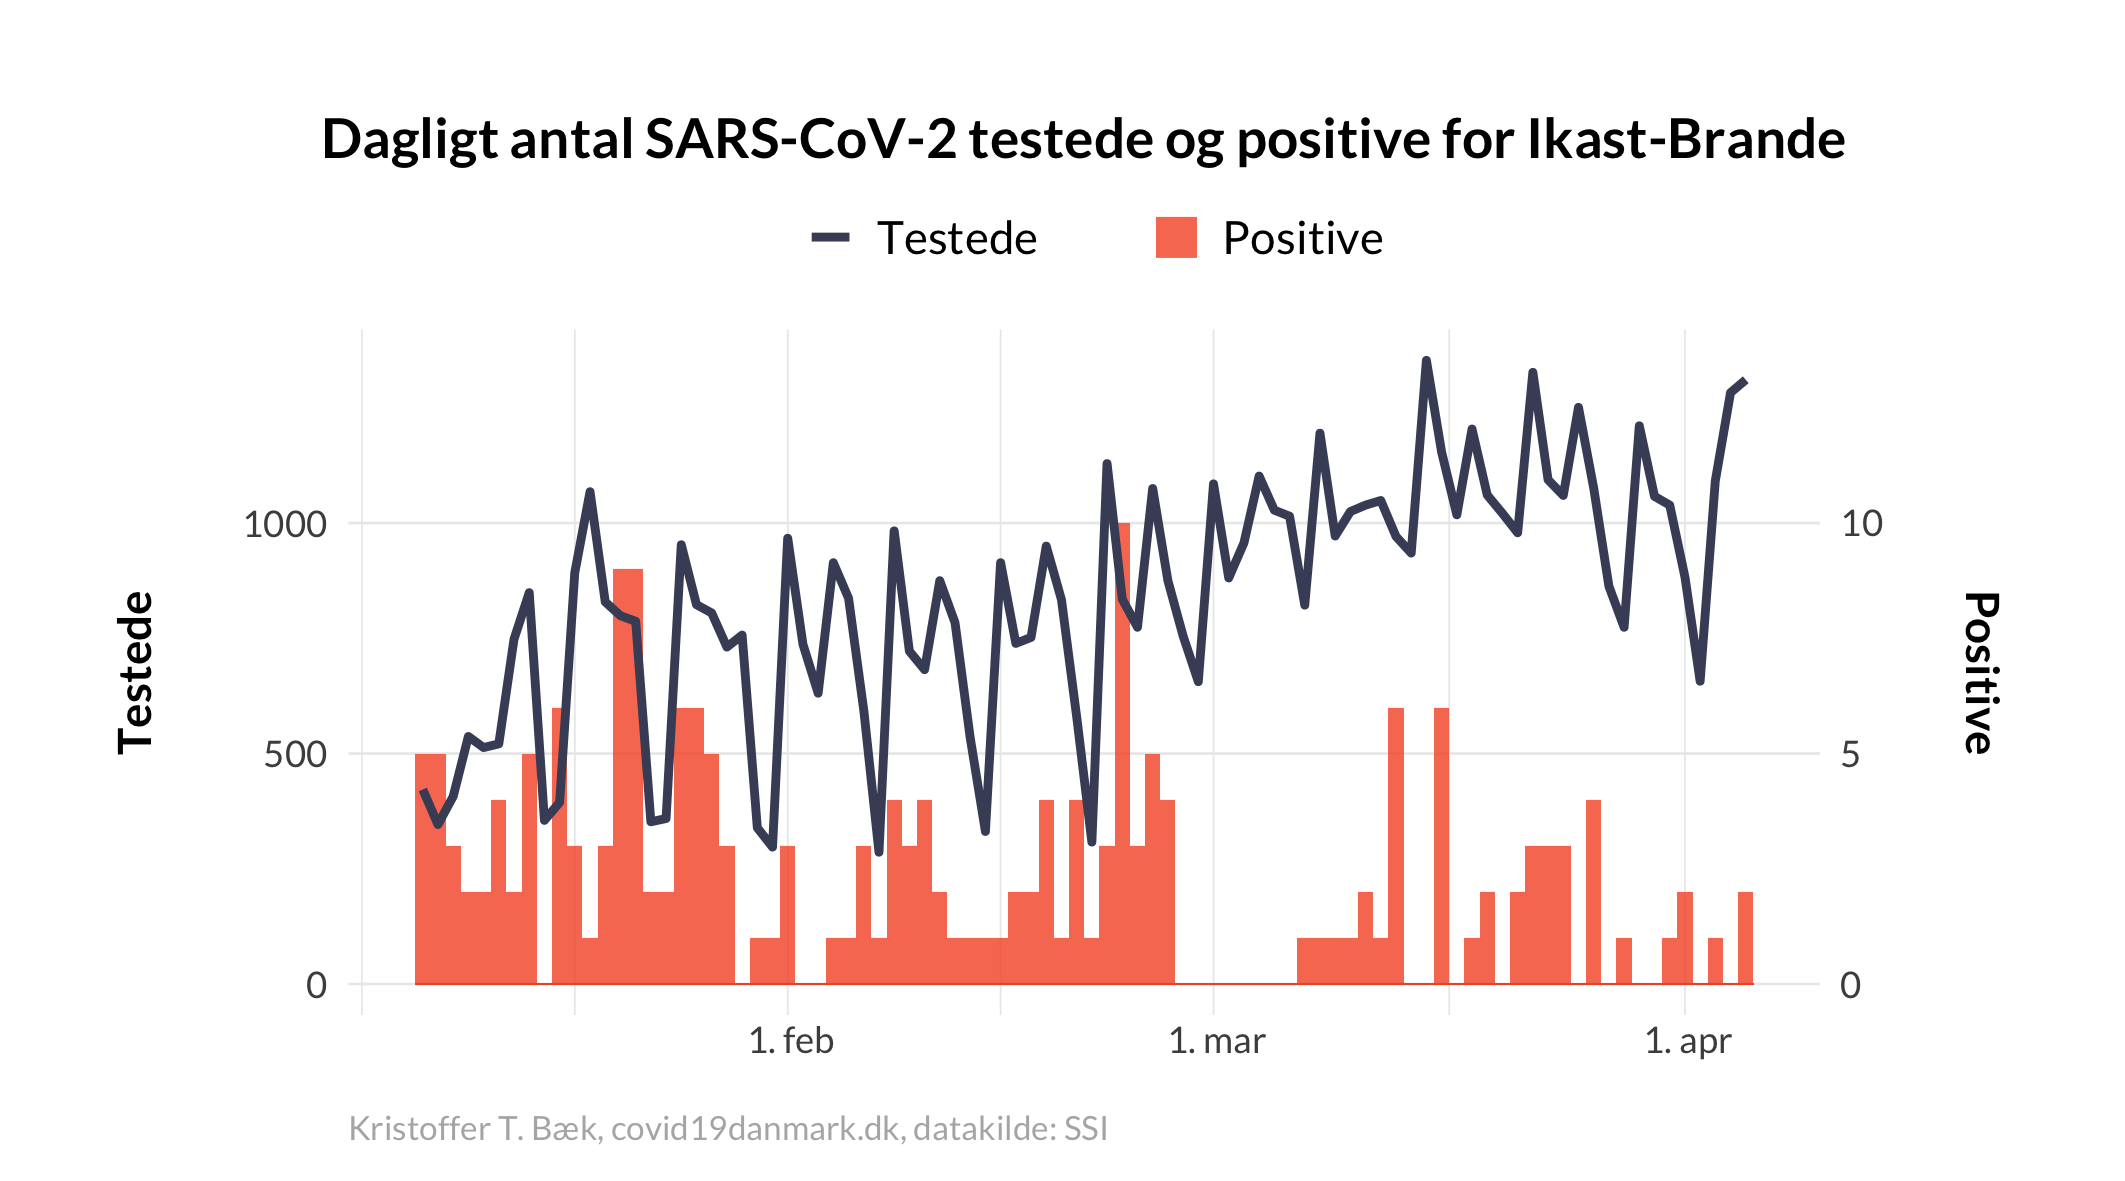 Dagligt antal SARS-CoV-2 testede og positive for Ikast-Brande
Testede
Positive
1000
500
0
10
5
0
Testede
Positive
1. feb
1. mar
1. apr
Kristoffer T. Bæk, covid19danmark.dk, datakilde: SSI